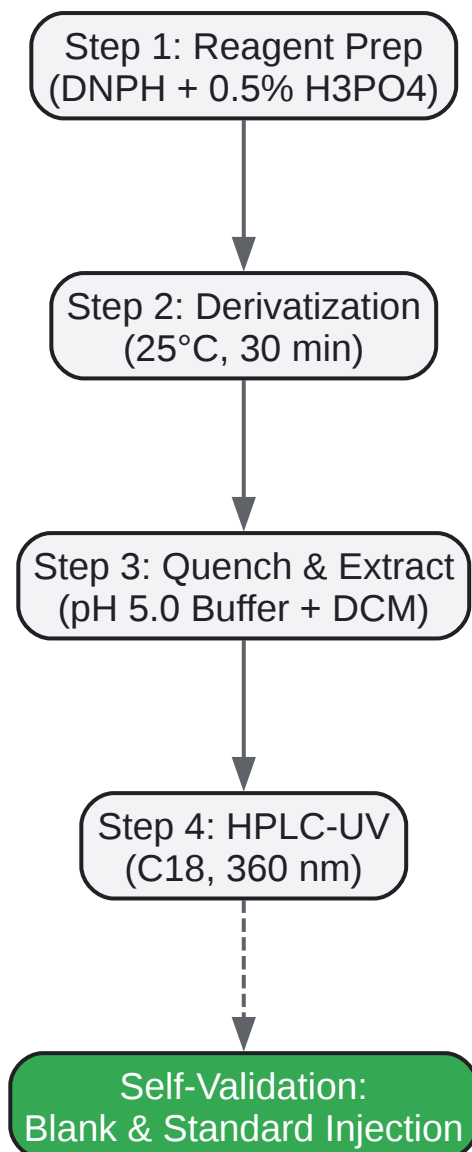 Step 1: Reagent Prep
(DNPH + 0.5% H3PO4)
Step 2: Derivatization
(25°C, 30 min)
Step 3: Quench & Extract
(pH 5.0 Buffer + DCM)
Step 4: HPLC-UV
(C18, 360 nm)
Self-Validation:
Blank & Standard Injection